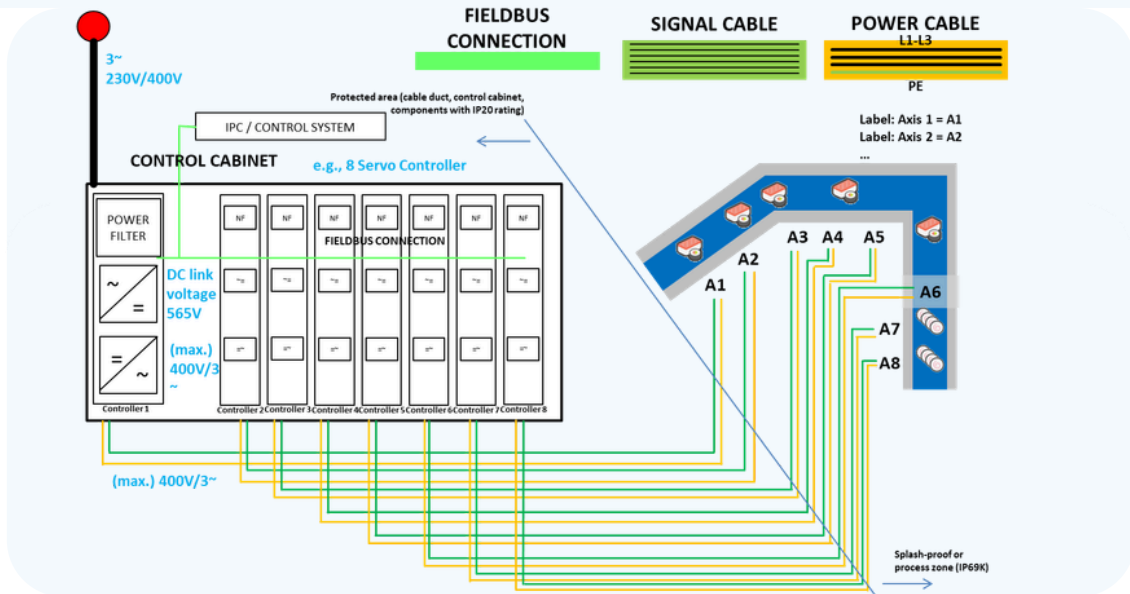 FIELDBUS
CONNECTION
SIGNAL CABLE
POWER CABLE
L1-L3
PE
3~
230V/400V
Protected area (cable duct, control cabinet,
components with IP20 rating)
Label: Axis 1 = A1
Label: Axis 2 = A2
...
IPC / CONTROL SYSTEM
CONTROL CABINET
e.g., 8 Servo Controller
POWER
FILTER
NF
NF
NF
NF
NF
NF
NF
FIELDBUS CONNECTION
~
=
DC link
voltage
565V
~=
~=
~=
~=
~=
~=
~=
=
~
(max.)
400V/3
~
=~
=~
=~
=~
=~
=~
=~
Controller 1
Controller 2
Controller 3
Controller 4
Controller 5
Controller 6
Controller 7
Controller 8
(max.) 400V/3~
A1
A2
A3
A4
A5
A6
A7
A8
Splash-proof or
process zone (IP69K)